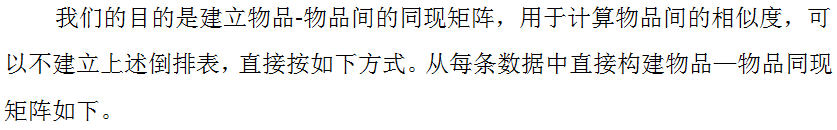 我们的目的是建立物品-物品间的同现矩阵，用于计算物品间的相似度，可
以不建立上述倒排表，直接按如下方式。从每条数据中直接构建物品—物品同现
矩阵如下。